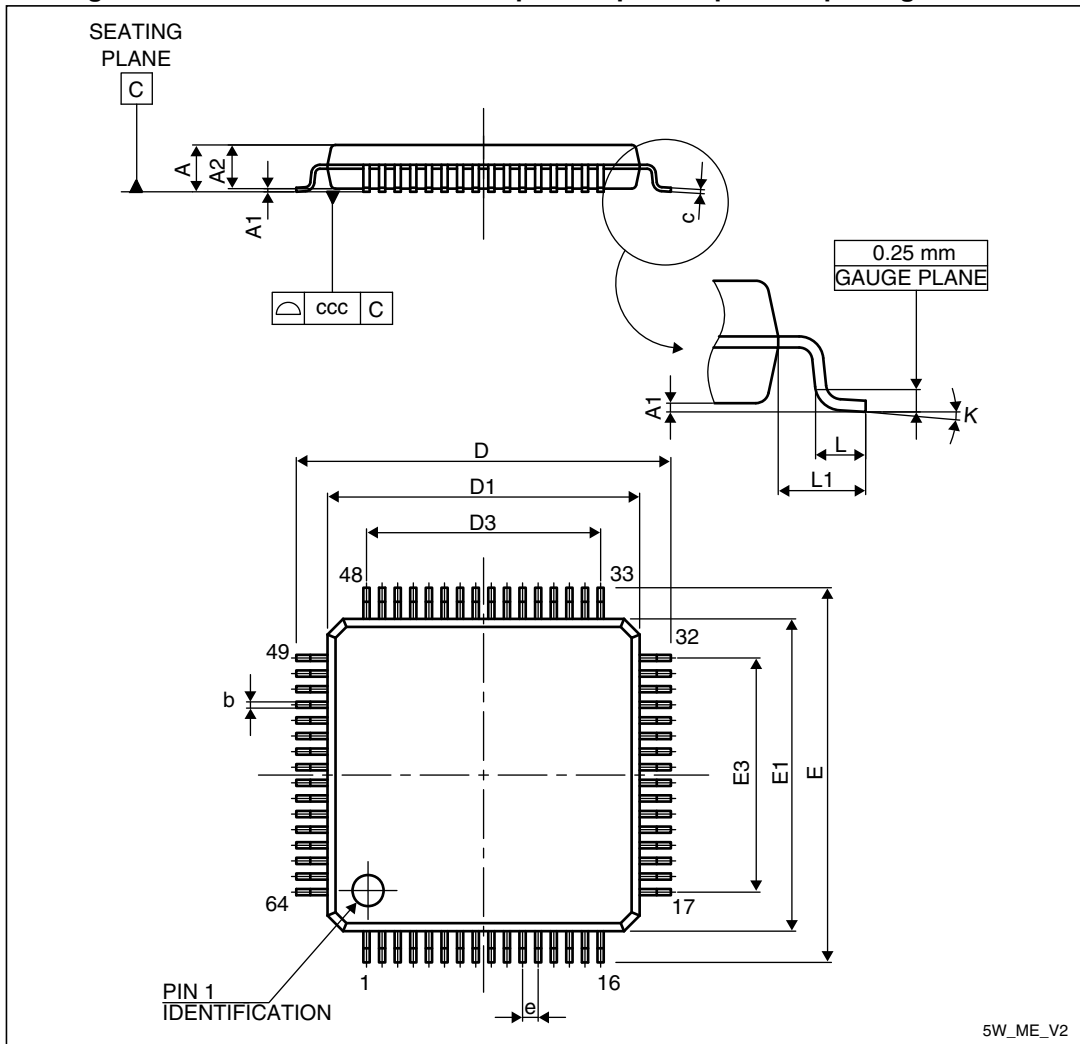 SEATING
PLANE
C
A
A2
A1
c
ccc C
0.25 mm
GAUGE PLANE
A1
K
L
L1
D
D1
D3
48
33
49
32
b
E3
E1
E
64
17
1
16
PIN 1
IDENTIFICATION
e
5W_ME_V2